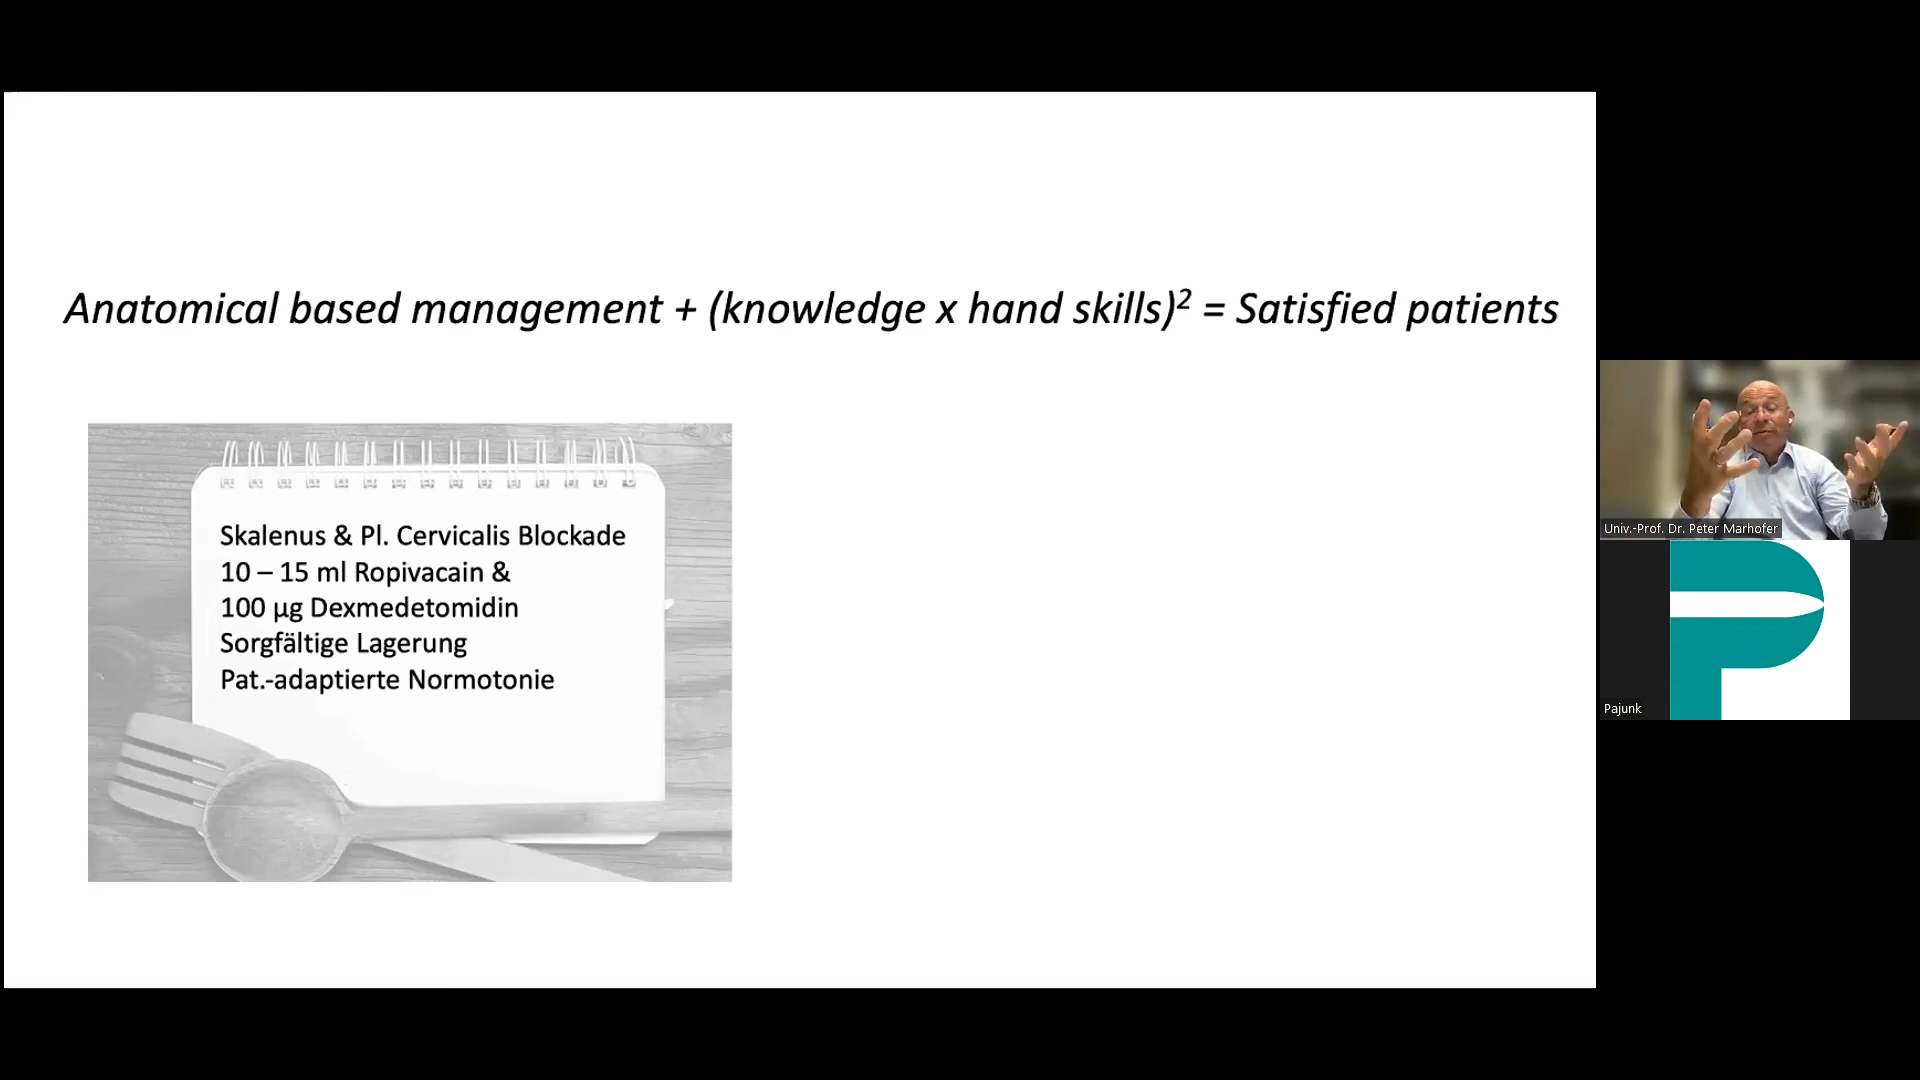 Anatomical based management + (knowledge x hand skills)² = Satisfied patients
Skalenus & Pl. Cervicalis Blockade
10 – 15 ml Ropivacain &
100 µg Dexmedetomidin
Sorgfältige Lagerung
Pat.-adaptierte Normotonie
Univ.-Prof. Dr. Peter Marhofer
Pajunk